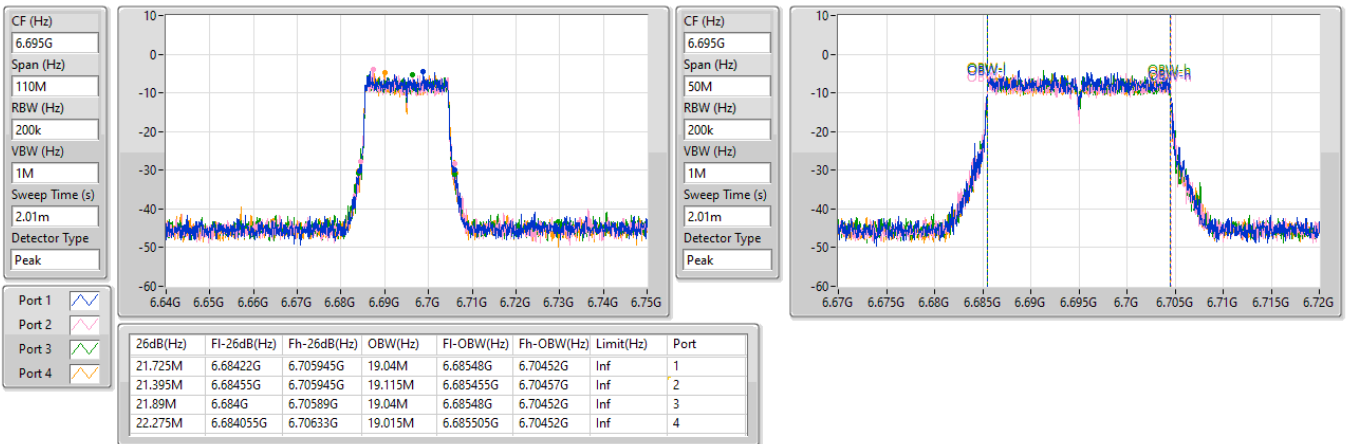 CF (Hz)
6.695G
Span (Hz)
110M
RBW (Hz)
200k
VBW (Hz)
1M
Sweep Time (s)
2.01m
Detector Type
Peak
10
0
-10
-20
-30
-40
-50
-60
6.64G 6.65G 6.66G 6.67G 6.68G 6.69G 6.7G 6.71G 6.72G 6.73G 6.74G 6.75G
CF (Hz)
6.695G
Span (Hz)
50M
RBW (Hz)
200k
VBW (Hz)
1M
Sweep Time (s)
2.01m
Detector Type
Peak
10
0
-10
-20
-30
-40
-50
-60
OBW-l OBW-h
6.67G 6.675G 6.68G 6.685G 6.69G 6.695G 6.7G 6.705G 6.71G 6.715G 6.72G
Port 1
Port 2
Port 3
Port 4
26dB(Hz) Fl-26dB(Hz) Fh-26dB(Hz) OBW(Hz) Fl-OBW(Hz) Fh-OBW(Hz) Limit(Hz) Port
21.725M 6.68422G 6.705945G 19.04M 6.68548G 6.70452G Inf 1
21.395M 6.68455G 6.705945G 19.115M 6.685455G 6.70457G Inf 2
21.89M 6.684G 6.70589G 19.04M 6.68548G 6.70452G Inf 3
22.275M 6.684055G 6.70633G 19.015M 6.685505G 6.70452G Inf 4